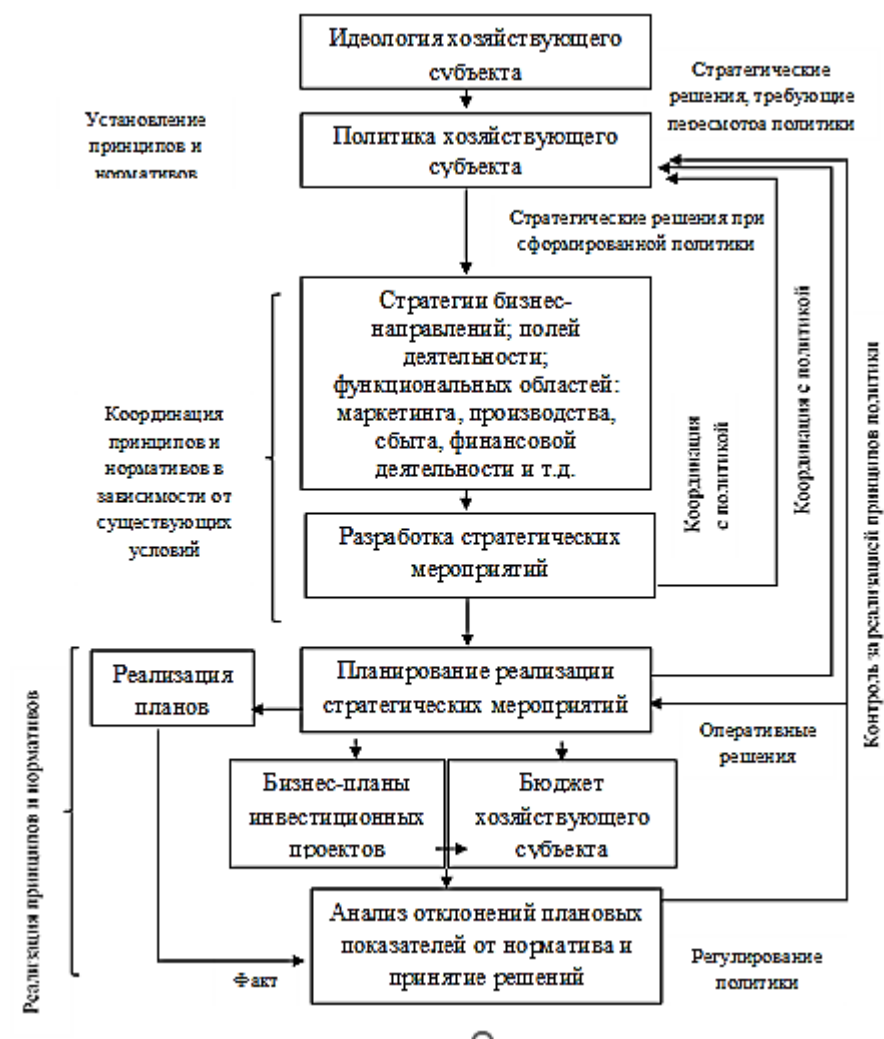 Идеология хозяйствующего
субъекта
Стратегические
решения, требующие
пересмотра политики
Установление
принципов и
нормативов
Политика хозяйствующего
субъекта
Стратегические решения при
сформированной политики
Стратегии бизнес-
направлений; полей
деятельности;
функциональных областей:
маркетинга, производства,
сбыта, финансовой
деятельности и т.д.
Координация
принципов и
нормативов в
зависимости от
существующих
условий
Координация
с политикой
Координация с политикой
Контроль за реализацией принципов политики
Разработка стратегических
мероприятий
Реализация принципов и нормативов
Реализация
планов
Планирование реализации
стратегических мероприятий
Оперативные
решения
Бизнес-планы
инвестиционных
проектов
Бюджет
хозяйствующего
субъекта
Анализ отклонений плановых
показателей от норматива и
принятие решений
Факт
Регулирование
политики